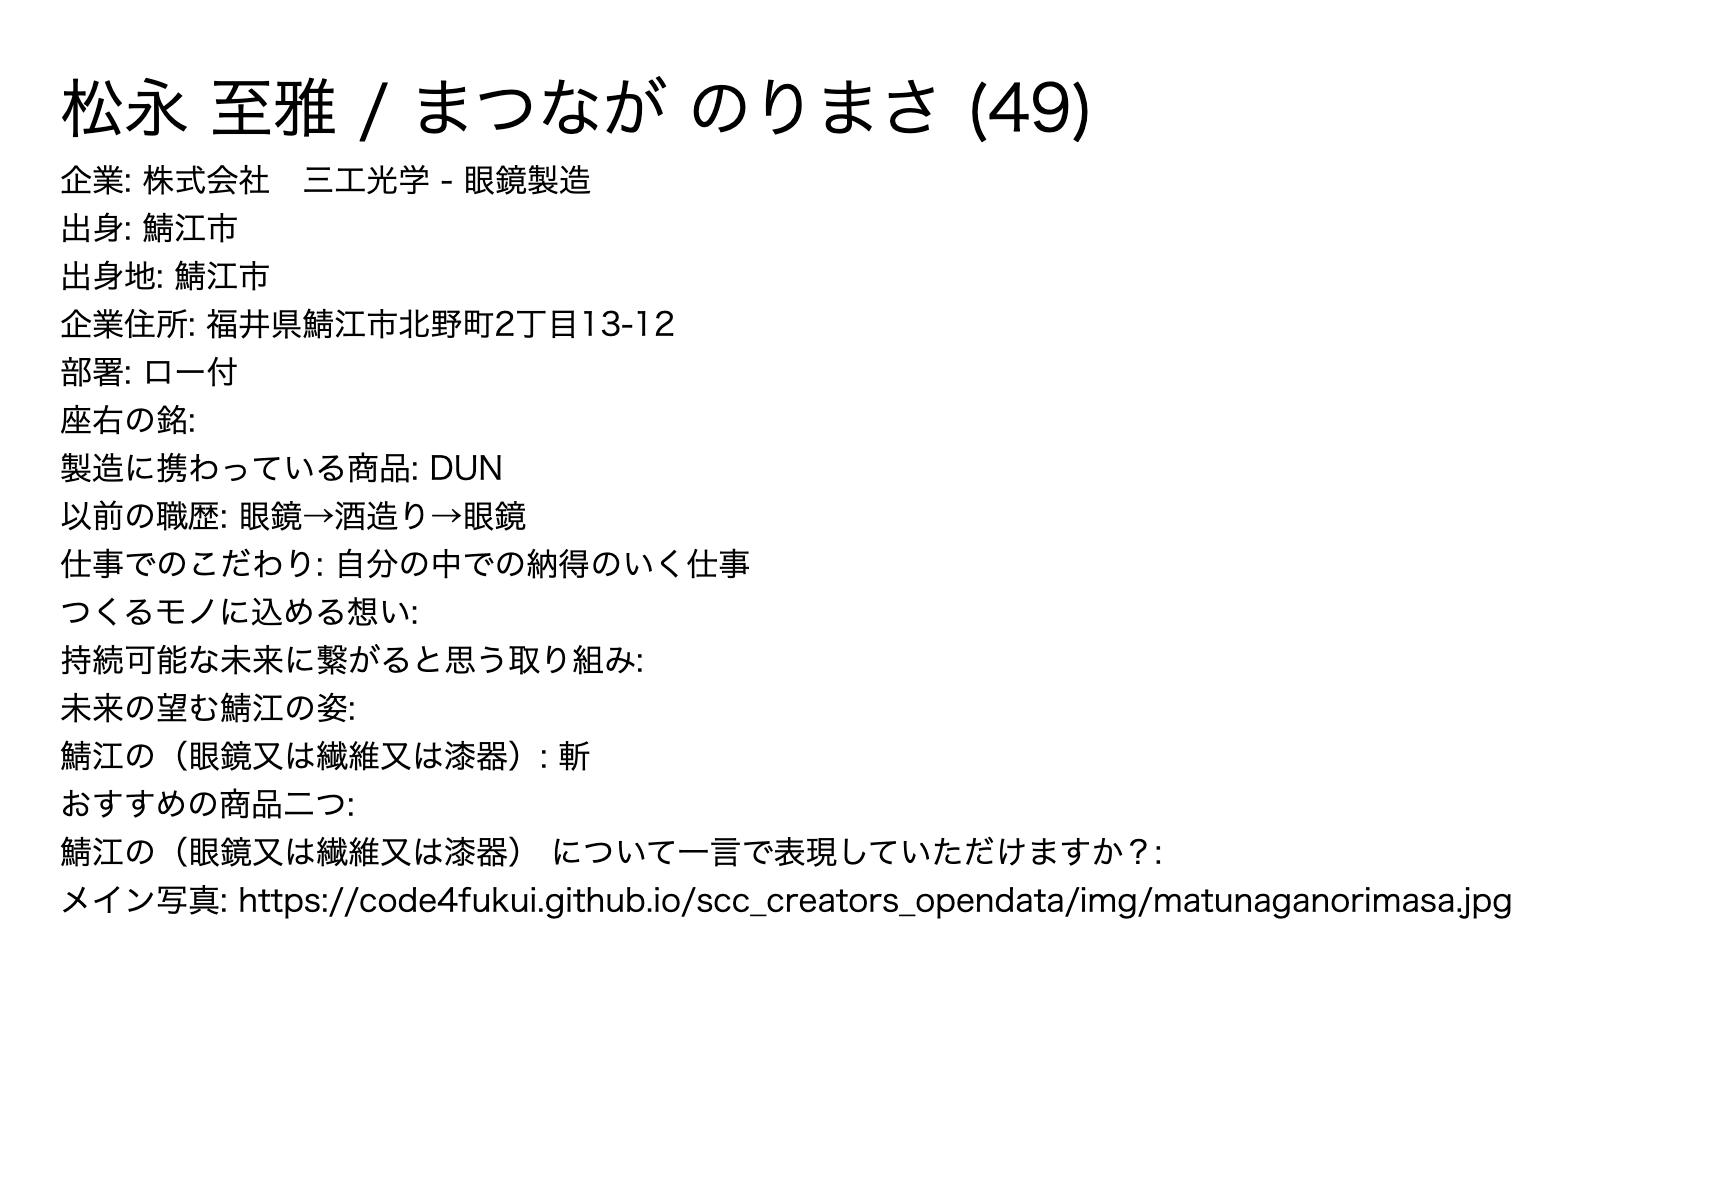 松永 至雅 / まつなが のりまさ (49)
企業: 株式会社　三工光学 - 眼鏡製造
出身: 鯖江市
出身地: 鯖江市
企業住所: 福井県鯖江市北野町2丁目13-12
部署: ロー付
座右の銘:
製造に携わっている商品: DUN
以前の職歴: 眼鏡→酒造り→眼鏡
仕事でのこだわり: 自分の中での納得のいく仕事
つくるモノに込める想い:
持続可能な未来に繋がると思う取り組み:
未来の望む鯖江の姿:
鯖江の（眼鏡又は繊維又は漆器）: 斬
おすすめの商品二つ:
鯖江の（眼鏡又は繊維又は漆器） について一言で表現していただけますか？:
メイン写真: https://code4fukui.github.io/scc_creators_opendata/img/matunaganorimasa.jpg